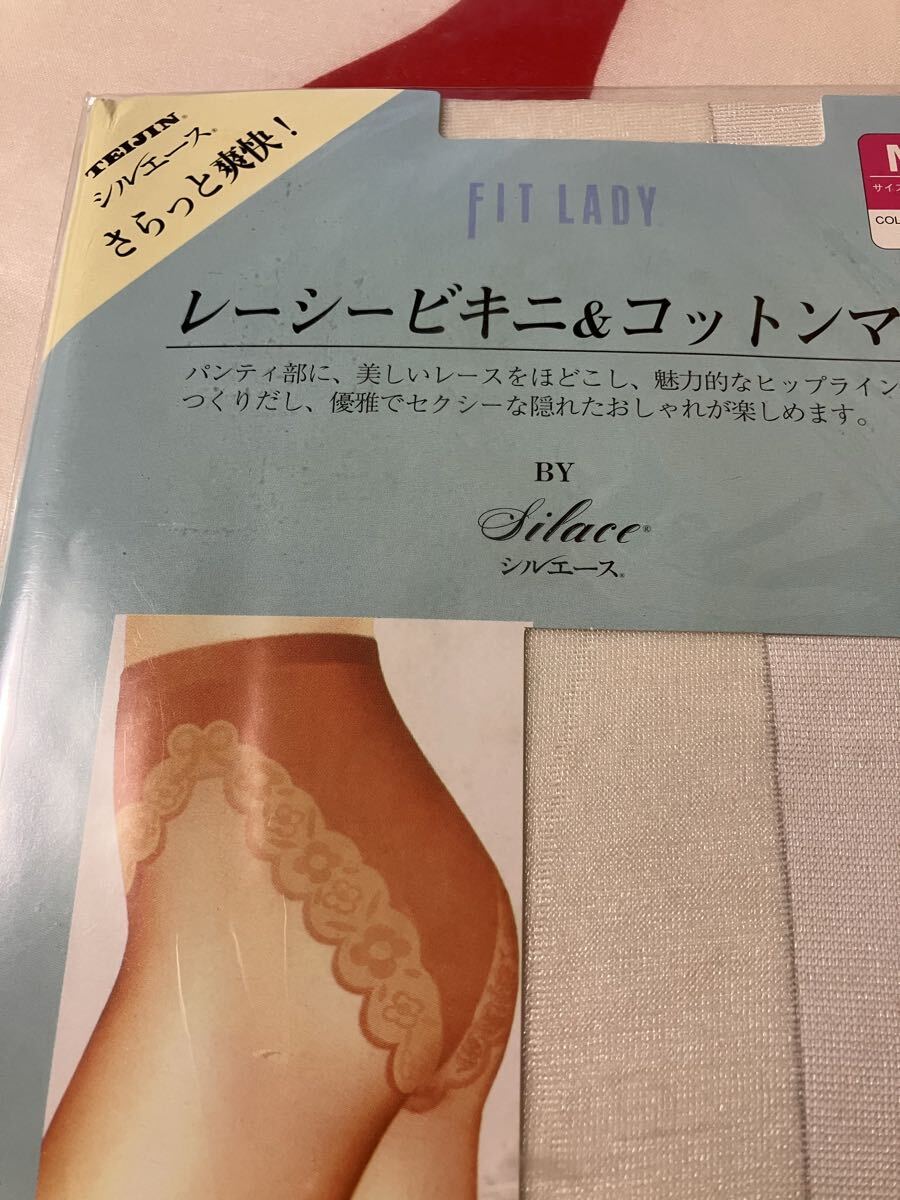 TEIJIN®
シルエース®
さらっと爽快!
FIT LADY
サイズ
COL
レーシービキニ&コットンマ
パンティ部に、美しいレースをほどこし、魅力的なヒップライン
つくりだし、優雅でセクシーな隠れたおしゃれが楽しめます。
BY
Silace®
シルエース®